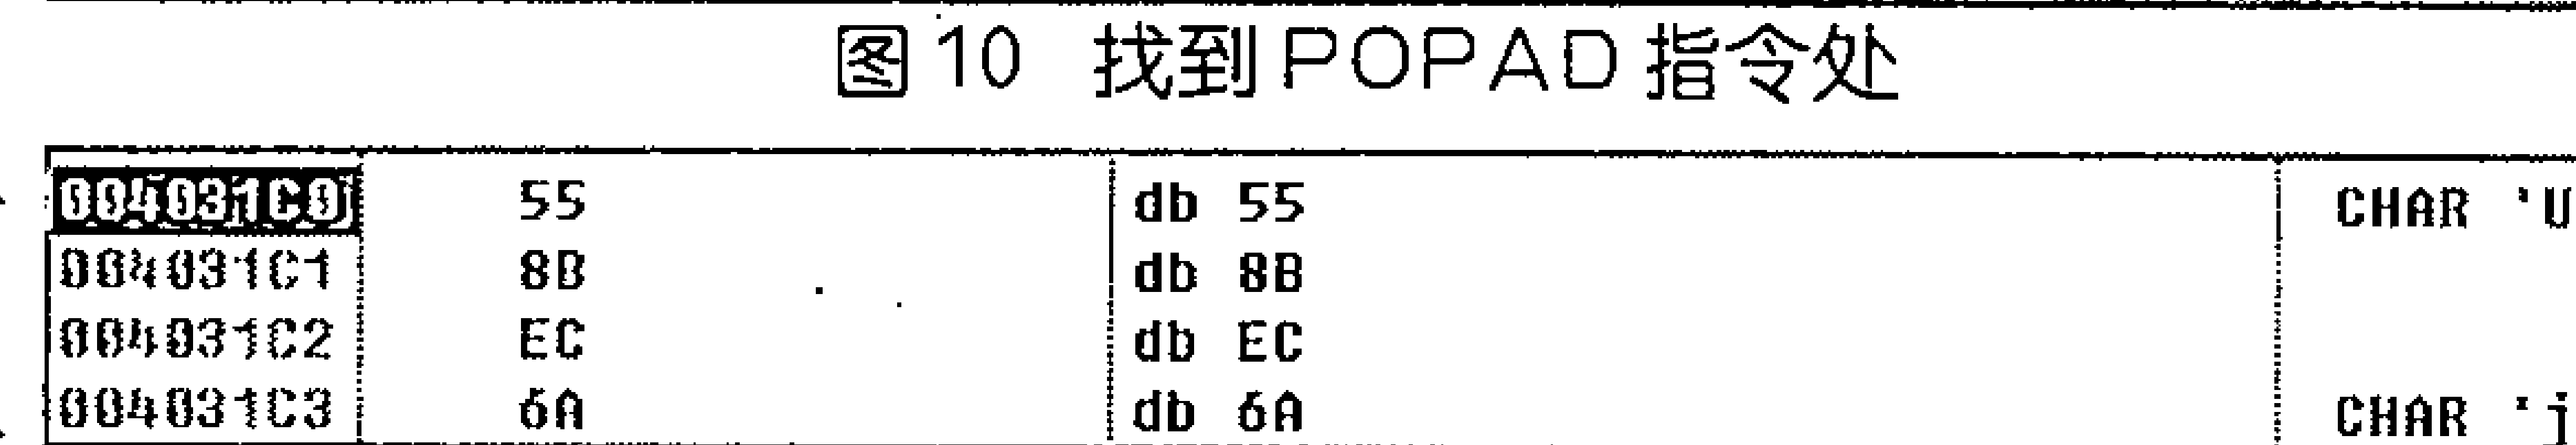 图10 找到POPAD指令处
004031C0 55 db 55 CHAR 'U
004031C1 8B db 8B
004031C2 EC db EC
004031C3 6A db 6A CHAR 'j